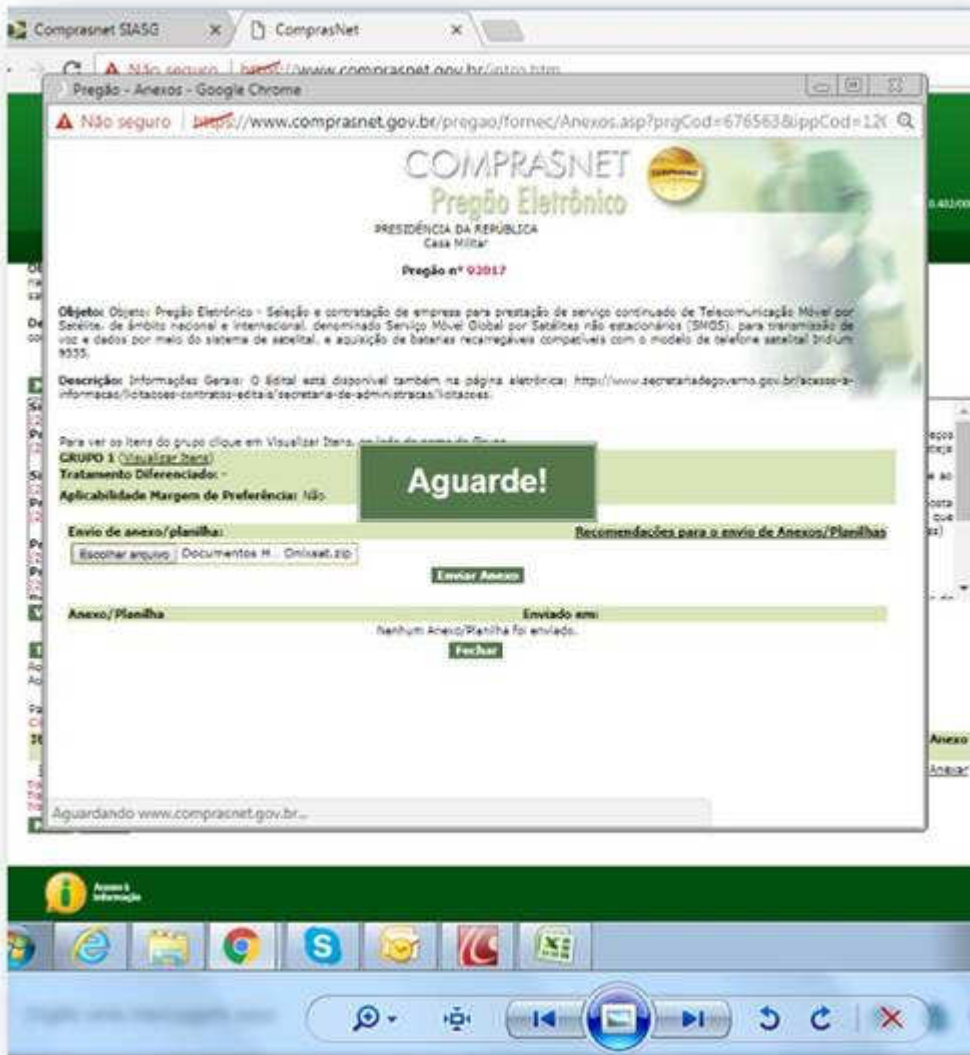 Comprasnet SIASG
ComprasNet
Não seguro https://www.comprasnet.gov.br/intro.htm
Pregão - Anexos - Google Chrome
Não seguro https://www.comprasnet.gov.br/pregao/fornec/Anexos.asp?prgCod=676563&ippCod=120
COMPRASNET
Pregão Eletrônico
PRESIDÊNCIA DA REPÚBLICA
Casa Militar
Pregão nº 92017
Objeto: Objeto: Pregão Eletrônico - Seleção e contratação de empresa para prestação de serviço continuado de Telecomunicação Móvel por
Satélite, de âmbito nacional e internacional, denominado Serviço Móvel Global por Satélites não estacionários (SMGS), para transmissão de
voz e dados por meio do sistema de satelital, e aquisição de baterias recarregáveis compatíveis com o modelo de telefone satelital Iridium
9555.
Descrição: Informações Gerais: O Edital está disponível também na página eletrônica: http://www.secretariadegoverno.gov.br/acesso-a-
informacao/licitacoes-contratos-editais/secretaria-de-administracao/licitacoes.
Para ver os itens do grupo clique em Visualizar Itens, ao lado do nome do Grupo
GRUPO 1 (Visualizar Itens)
Tratamento Diferenciado: -
Aplicabilidade Margem de Preferência: Não
Aguarde!
Envio de anexo/planilha:
Recomendações para o envio de Anexos/Planilhas
Escolher arquivo Documentos H... Onixsat.zip
Enviar Anexo
Anexo/Planilha Enviado em:
Nenhum Anexo/Planilha foi enviado.
Fechar
Anexo
Anexar
Aguardando www.comprasnet.gov.br...
Acesso à
Informação